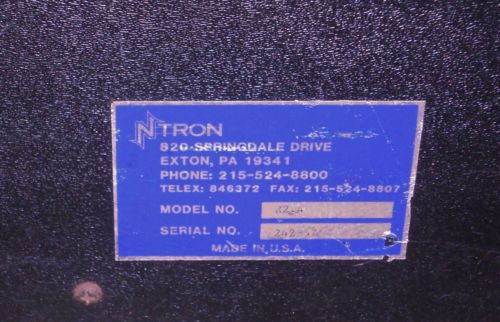 NTRON
820 SPRINGDALE DRIVE
EXTON, PA 19341
PHONE: 215-524-8800
TELEX: 846372 FAX: 215-524-8807
MODEL NO.
SERIAL NO.
MADE IN U.S.A.